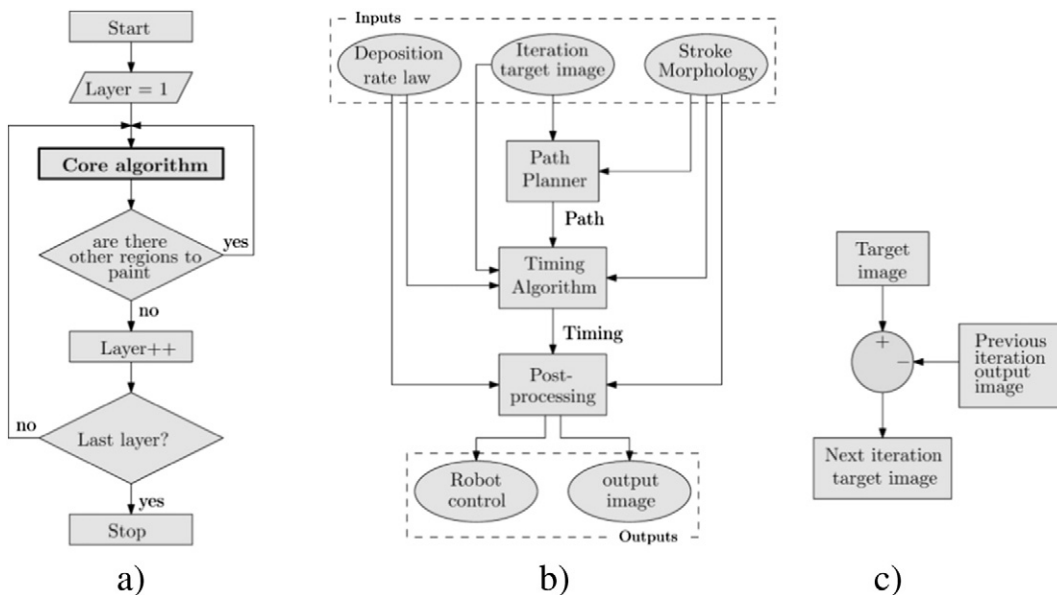 Start
Layer = 1
Core algorithm
are there
other regions to
paint
yes
no
Layer++
no
Last layer?
yes
Stop
a)
Inputs
Deposition
rate law
Iteration
target image
Stroke
Morphology
Path
Planner
Path
Timing
Algorithm
Timing
Post-
processing
Robot
control
output
image
Outputs
b)
Target
image
+
−
Previous
iteration
output
image
Next iteration
target image
c)